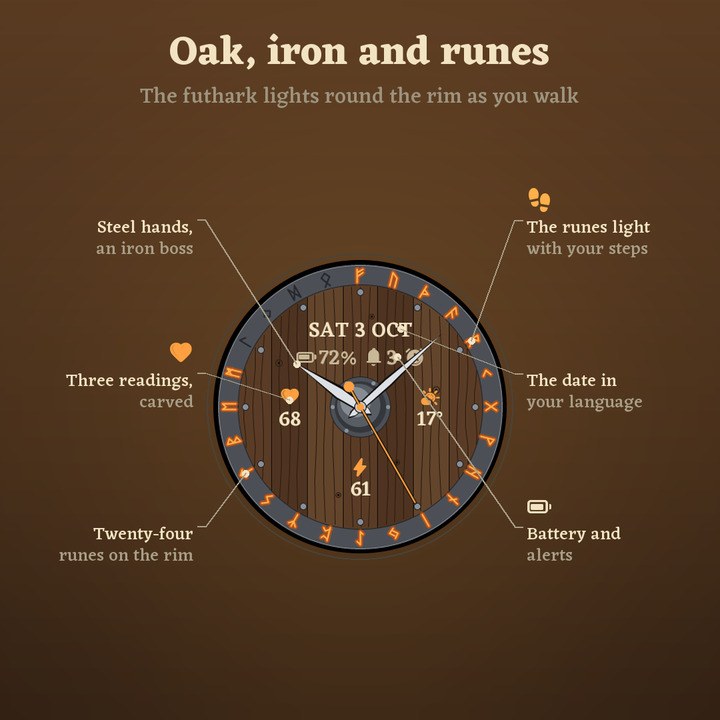 Oak, iron and runes
The futhark lights round the rim as you walk
Steel hands,
an iron boss
The runes light
with your steps
SAT 3 OCT
72% 3
Three readings,
carved
The date in
your language
68
17°
61
Twenty-four
runes on the rim
Battery and
alerts